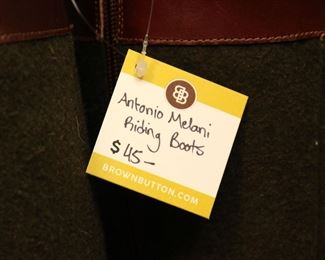 Antonio Melani
Riding Boots
$45-
BROWNBUTTON.COM